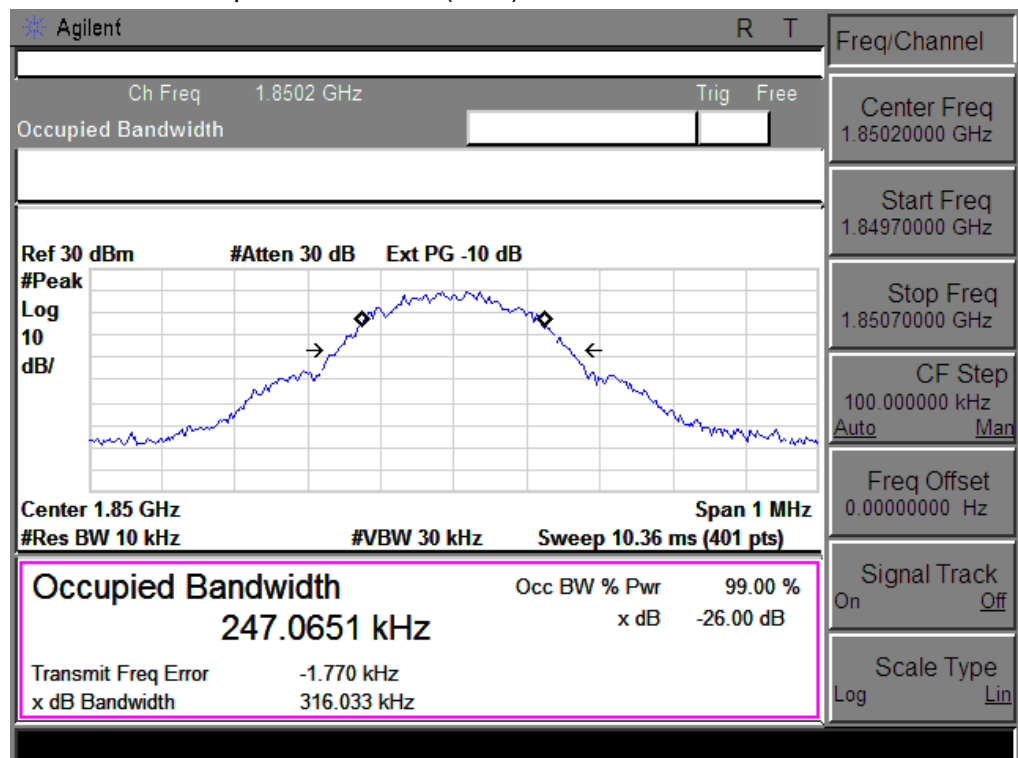 Agilent R T
Freq/Channel
Ch Freq 1.8502 GHz Trig Free
Occupied Bandwidth
Center Freq
1.85020000 GHz
Start Freq
1.84970000 GHz
Ref 30 dBm #Atten 30 dB Ext PG -10 dB
#Peak
Log
10
dB/
Stop Freq
1.85070000 GHz
CF Step
100.000000 kHz
Auto Man
Freq Offset
0.00000000 Hz
Center 1.85 GHz Span 1 MHz
#Res BW 10 kHz #VBW 30 kHz Sweep 10.36 ms (401 pts)
Occupied Bandwidth Occ BW % Pwr 99.00 %
247.0651 kHz x dB -26.00 dB
Transmit Freq Error -1.770 kHz
x dB Bandwidth 316.033 kHz
Signal Track
On Off
Scale Type
Log Lin